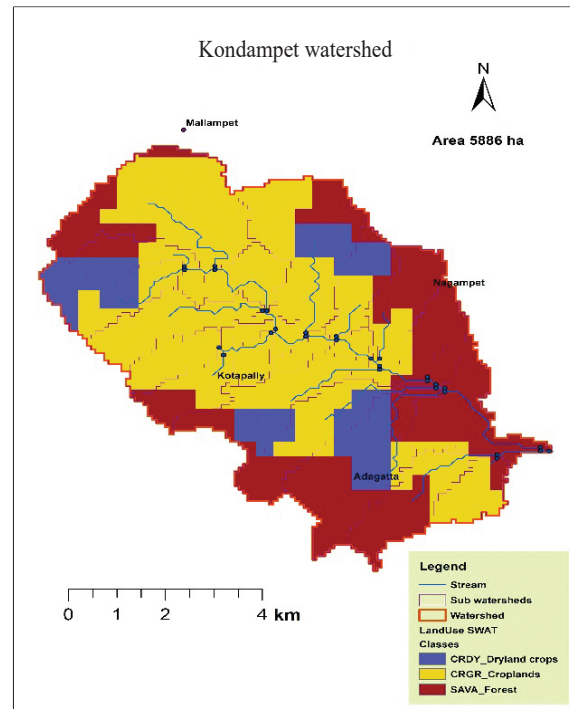 Kondampet watershed
N
Mallampet
Area 5886 ha
Nagampet
Kotapally
Adagatta
0 1 2 4 km
Legend
Stream
Sub watersheds
Watershed
LandUse SWAT
Classes
CRDY_Dryland crops
CRGR_Croplands
SAVA_Forest